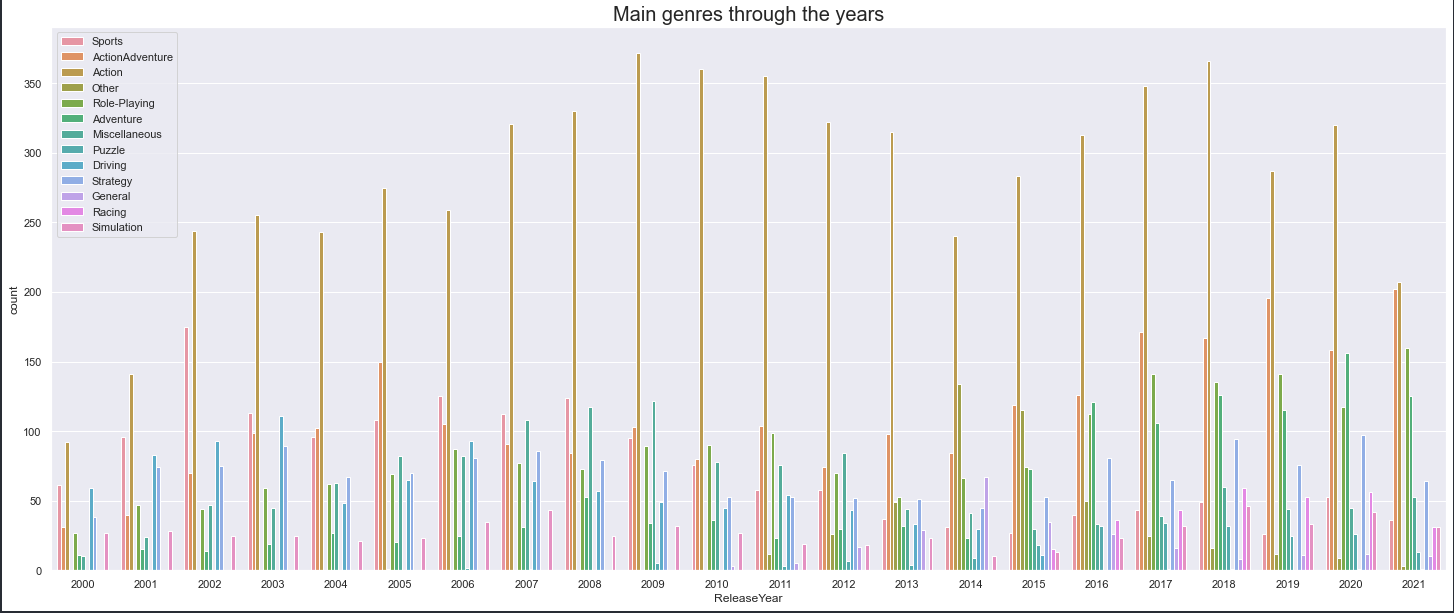 Main genres through the years
Sports
ActionAdventure
Action
Other
Role-Playing
Adventure
Miscellaneous
Puzzle
Driving
Strategy
General
Racing
Simulation
350
300
250
200
150
100
50
0
count
2000 2001 2002 2003 2004 2005 2006 2007 2008 2009 2010 2011 2012 2013 2014 2015 2016 2017 2018 2019 2020 2021
ReleaseYear